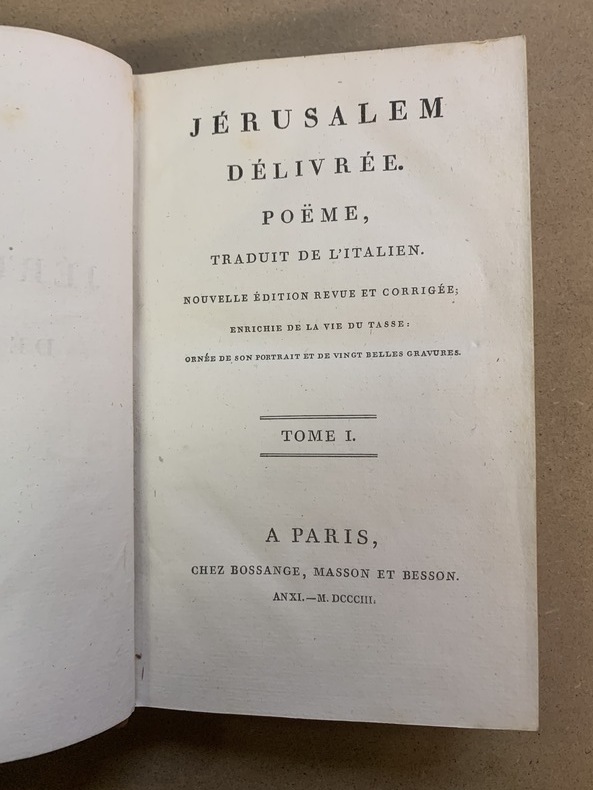 JÉRUSALEM
DÉLIVRÉE.
POËME,
TRADUIT DE L'ITALIEN.
NOUVELLE ÉDITION REVUE ET CORRIGÉE;
ENRICHIE DE LA VIE DU TASSE:
ORNÉE DE SON PORTRAIT ET DE VINGT BELLES GRAVURES.
TOME I.
A PARIS,
CHEZ BOSSANGE, MASSON ET BESSON.
AN XI.—M. DCCCIII.